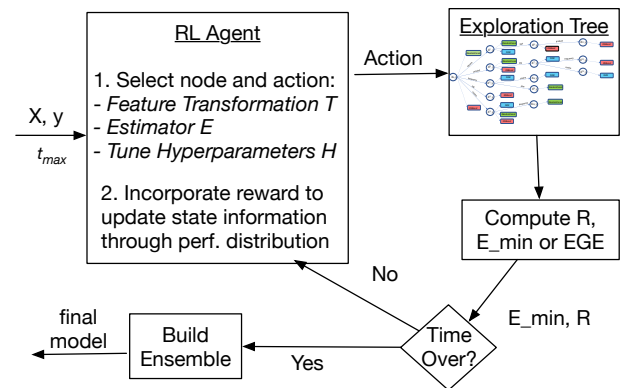 RL Agent
1. Select node and action:
- Feature Transformation T
- Estimator E
- Tune Hyperparameters H
2. Incorporate reward to
update state information
through perf. distribution
X, y
t_max
Action
Exploration Tree
Compute R,
E_min or EGE
E_min, R
No
Time
Over?
Yes
Build
Ensemble
final
model